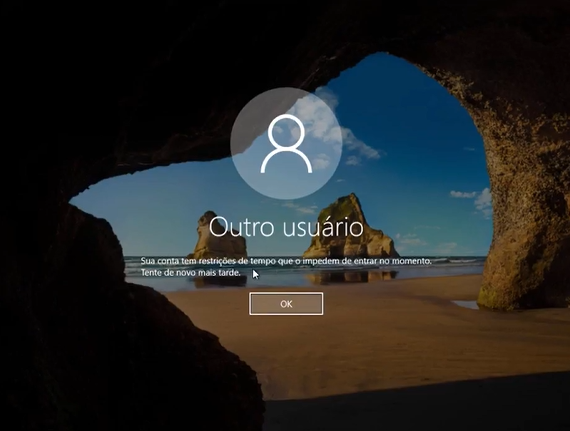 Outro usuário
Sua conta tem restrições de tempo que o impedem de entrar no momento.
Tente de novo mais tarde.
OK